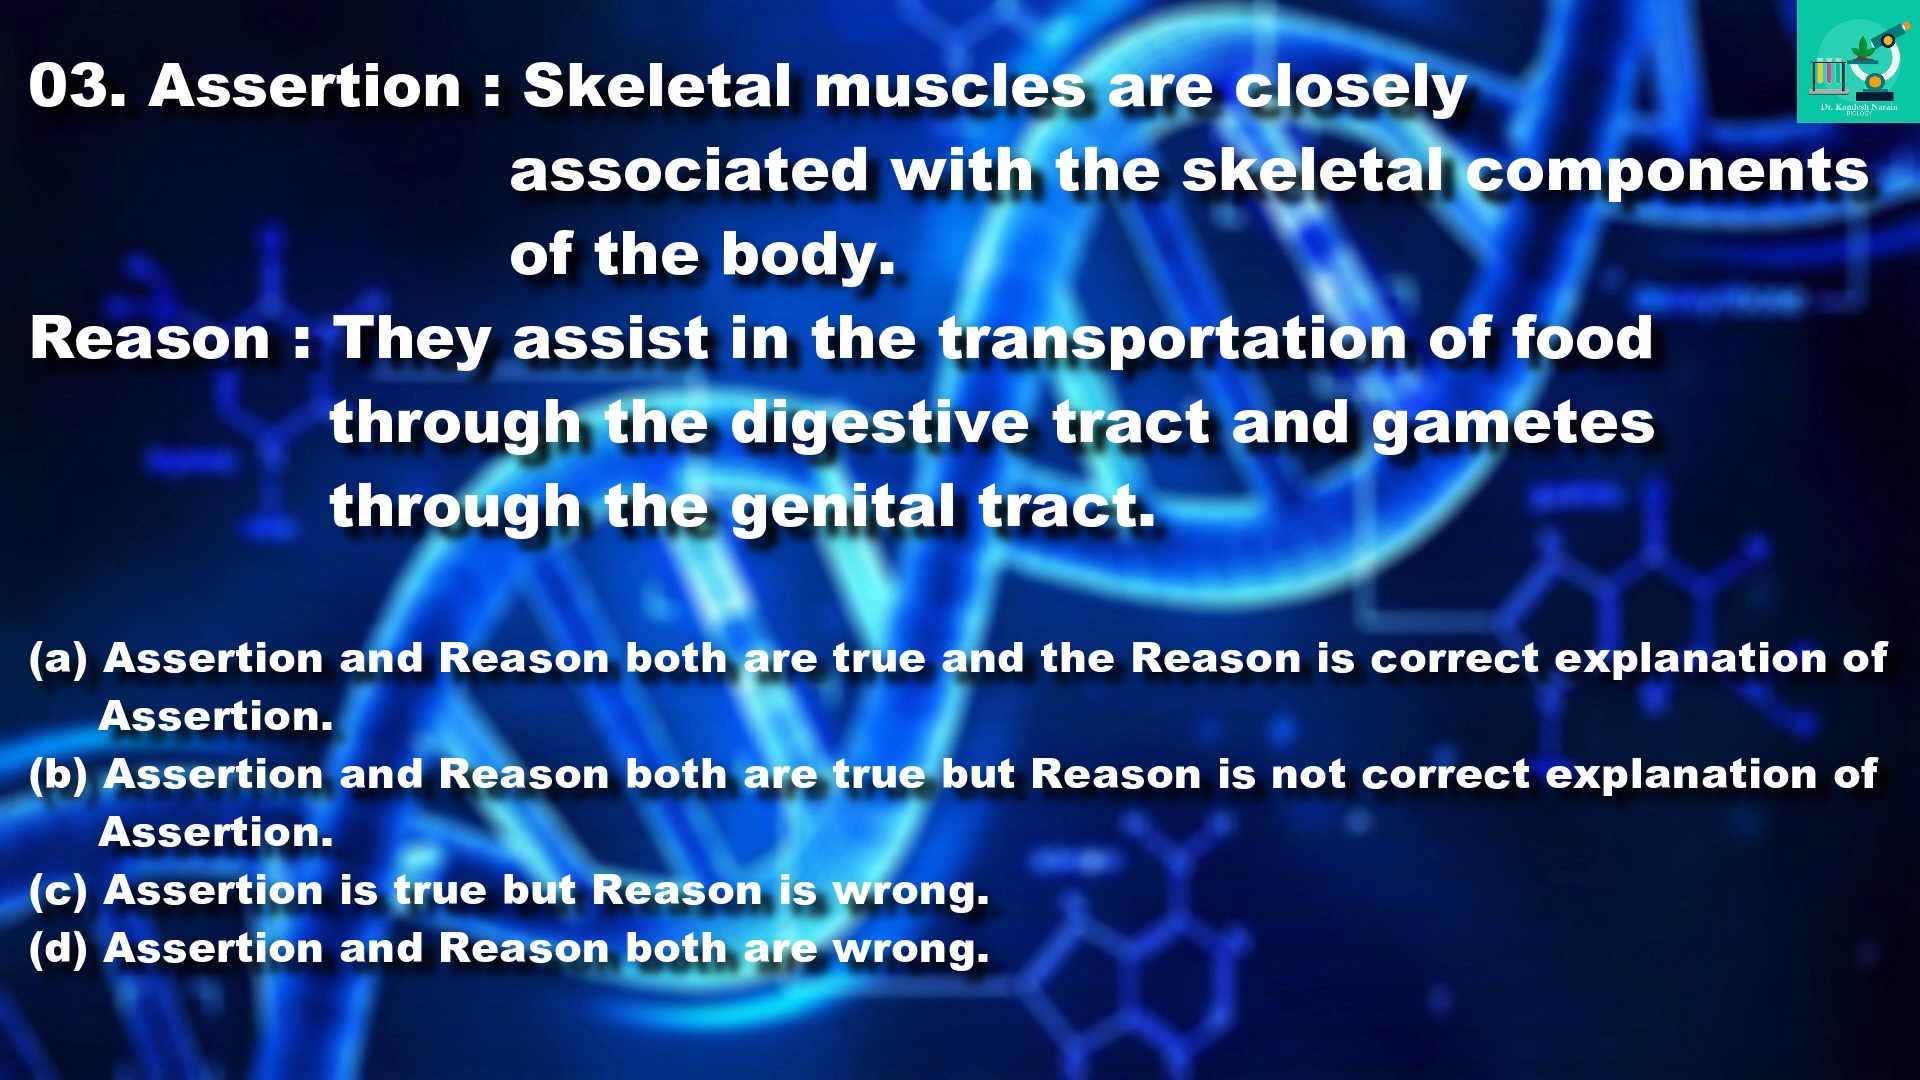 03. Assertion : Skeletal muscles are closely
associated with the skeletal components
of the body.
Reason : They assist in the transportation of food
through the digestive tract and gametes
through the genital tract.
(a) Assertion and Reason both are true and the Reason is correct explanation of
Assertion.
(b) Assertion and Reason both are true but Reason is not correct explanation of
Assertion.
(c) Assertion is true but Reason is wrong.
(d) Assertion and Reason both are wrong.
Dr. Kamlesh Narain
BIOLOGY